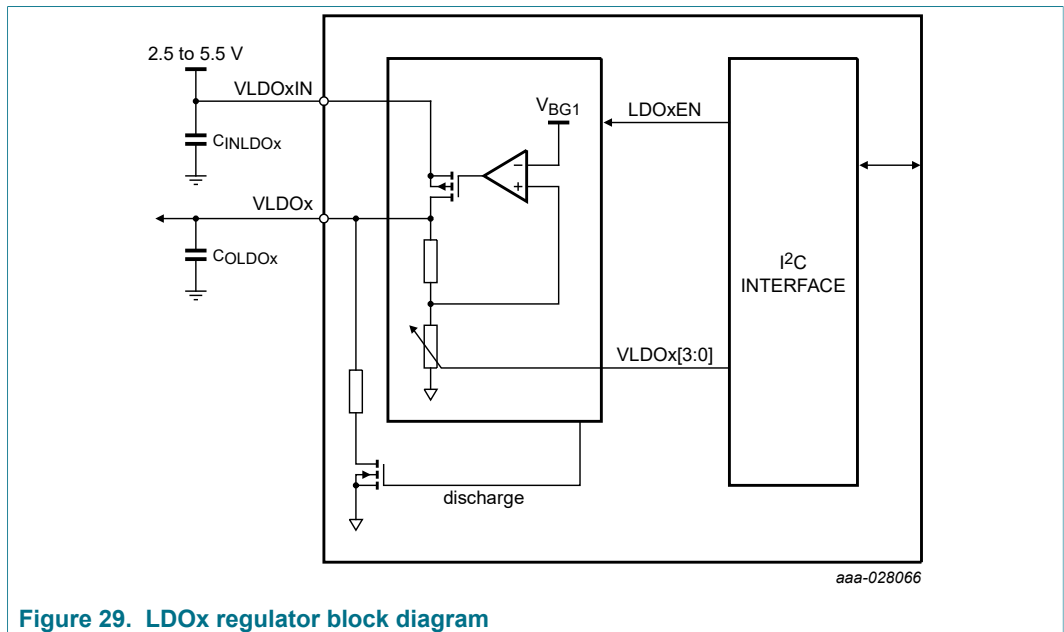 2.5 to 5.5 V
VLDOxIN
CINLDOx
VBG1
LDOxEN
−
+
VLDOx
COLDOx
I2C
INTERFACE
VLDOx[3:0]
discharge
aaa-028066
Figure 29. LDOx regulator block diagram